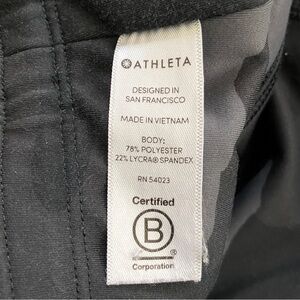 ATHLETA
DESIGNED IN
SAN FRANCISCO
MADE IN VIETNAM
BODY:
78% POLYESTER
22% LYCRA® SPANDEX
RN 54023
Certified
B
Corporation